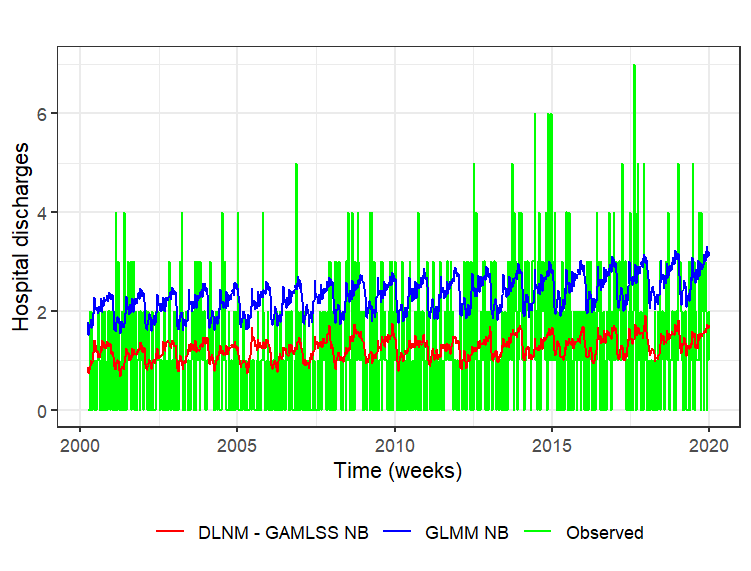 Hospital discharges
6
4
2
0
2000 2005 2010 2015 2020
Time (weeks)
DLNM - GAMLSS NB GLMM NB Observed